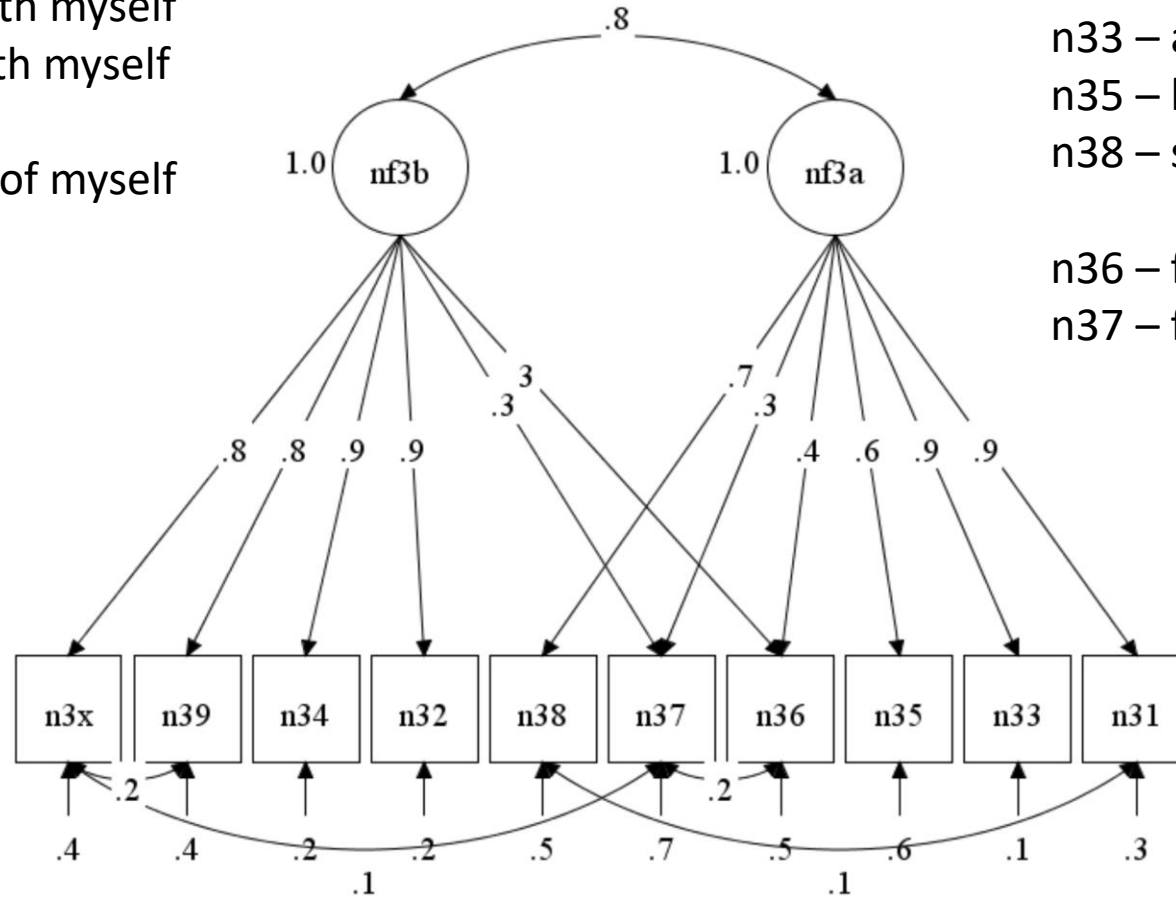 th myself
th myself
of myself
.8
n33 –
n35 –
n38 –
n36 –
n37 –
1.0 nf3b
1.0 nf3a
3 .7
.3 .3
.8 .8 .9 .9 .4 .6 .9 .9
n3x n39 n34 n32 n38 n37 n36 n35 n33 n31
.2 .2
.4 .4 .2 .2 .5 .7 .5 .6 .1 .3
.1 .1